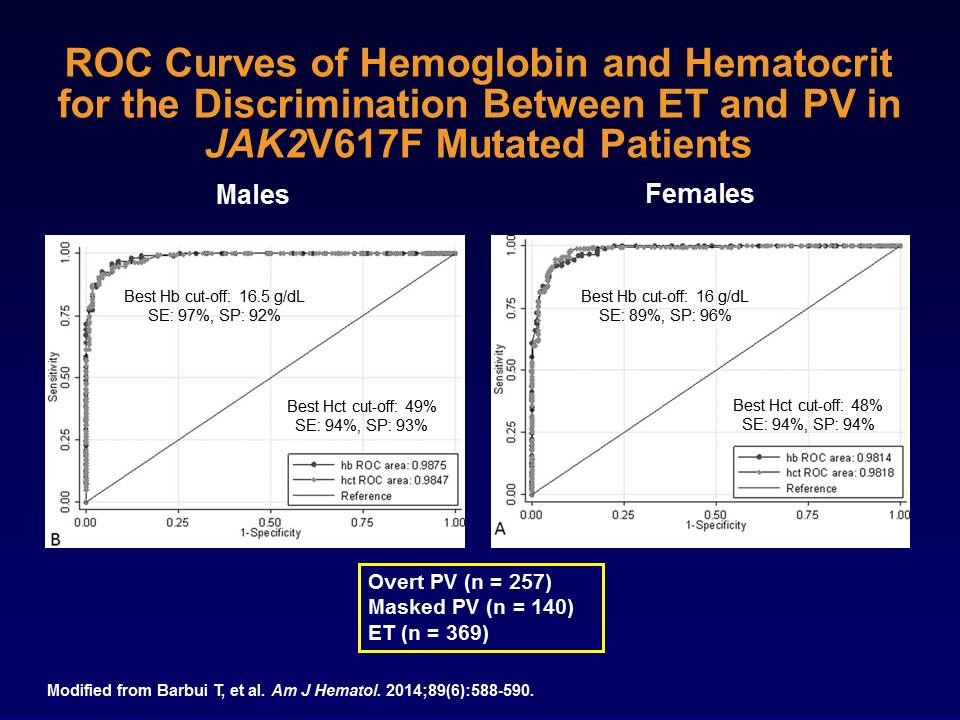 ROC Curves of Hemoglobin and Hematocrit
for the Discrimination Between ET and PV in
JAK2V617F Mutated Patients
Males
Females
1.00
0.75
0.50
0.25
0.00
Sensitivity
Best Hb cut-off: 16.5 g/dL
SE: 97%, SP: 92%
Best Hct cut-off: 49%
SE: 94%, SP: 93%
hb ROC area: 0.9875
hct ROC area: 0.9847
Reference
0.00 0.25 0.50 0.75 1.00
1-Specificity
B
1.00
0.75
0.50
0.25
0.00
Sensitivity
Best Hb cut-off: 16 g/dL
SE: 89%, SP: 96%
Best Hct cut-off: 48%
SE: 94%, SP: 94%
hb ROC area: 0.9814
hct ROC area: 0.9818
Reference
0.00 0.25 0.50 0.75 1.00
1-Specificity
A
Overt PV (n = 257)
Masked PV (n = 140)
ET (n = 369)
Modified from Barbui T, et al. Am J Hematol. 2014;89(6):588-590.